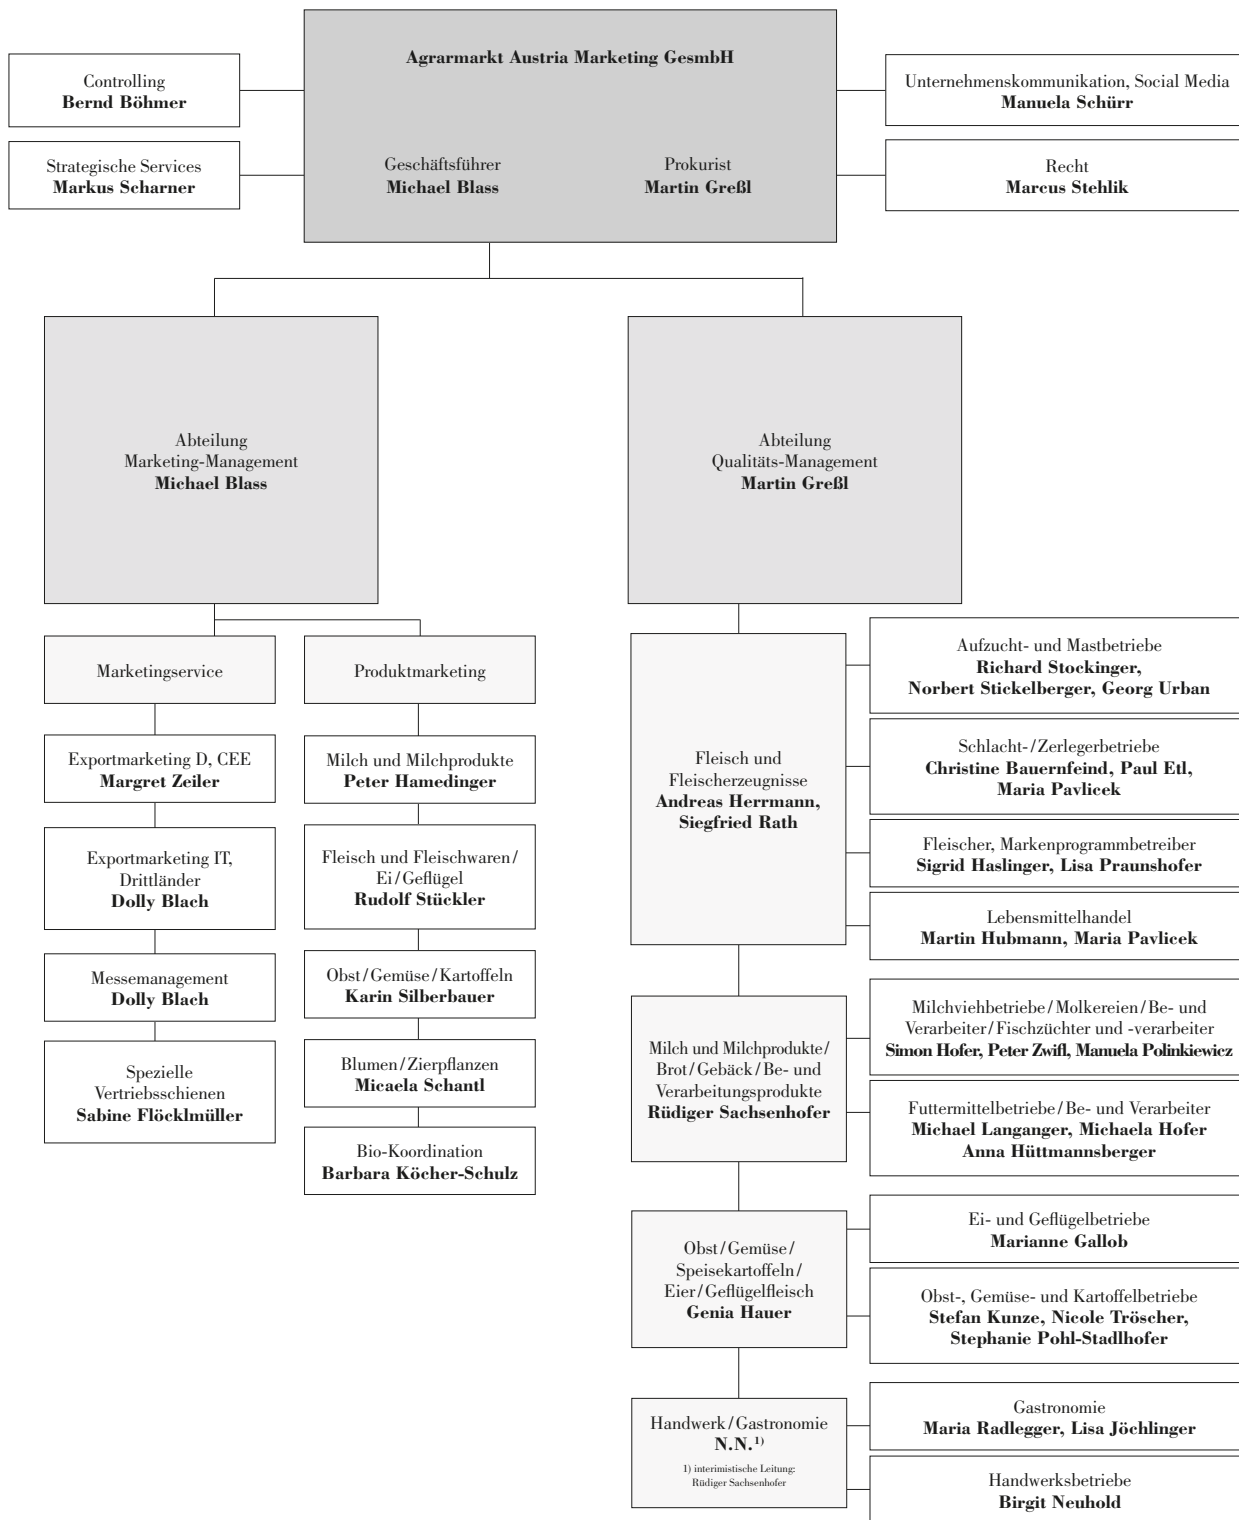 Agrarmarkt Austria Marketing GesmbH
Geschäftsführer
Michael Blass
Prokurist
Martin Greßl
Controlling
Bernd Böhmer
Strategische Services
Markus Scharner
Unternehmenskommunikation, Social Media
Manuela Schürr
Recht
Marcus Stehlik
Abteilung
Marketing-Management
Michael Blass
Marketingservice
Exportmarketing D, CEE
Margret Zeiler
Exportmarketing IT,
Drittländer
Dolly Blach
Messemanagement
Dolly Blach
Spezielle
Vertriebsschienen
Sabine Flöcklmüller
Produktmarketing
Milch und Milchprodukte
Peter Hamedinger
Fleisch und Fleischwaren/
Ei/Geflügel
Rudolf Stückler
Obst/Gemüse/Kartoffeln
Karin Silberbauer
Blumen/Zierpflanzen
Micaela Schantl
Bio-Koordination
Barbara Köcher-Schulz
Abteilung
Qualitäts-Management
Martin Greßl
Fleisch und
Fleischerzeugnisse
Andreas Herrmann,
Siegfried Rath
Aufzucht- und Mastbetriebe
Richard Stockinger,
Norbert Stickelberger, Georg Urban
Schlacht-/Zerlegerbetriebe
Christine Bauernfeind, Paul Etl,
Maria Pavlicek
Fleischer, Markenprogrammbetreiber
Sigrid Haslinger, Lisa Praunshofer
Lebensmittelhandel
Martin Hubmann, Maria Pavlicek
Milch und Milchprodukte/
Brot/Gebäck/Be- und
Verarbeitungsprodukte
Rüdiger Sachsenhofer
Milchviehbetriebe/Molkereien/Be- und
Verarbeiter/Fischzüchter und -verarbeiter
Simon Hofer, Peter Zwifl, Manuela Polinkiewicz
Futtermittelbetriebe/Be- und Verarbeiter
Michael Langanger, Michaela Hofer
Anna Hüttmannsberger
Obst/Gemüse/
Speisekartoffeln/
Eier/Geflügelfleisch
Genia Hauer
Ei- und Geflügelbetriebe
Marianne Gallob
Obst-, Gemüse- und Kartoffelbetriebe
Stefan Kunze, Nicole Tröscher,
Stephanie Pohl-Stadlhofer
Handwerk/Gastronomie
N.N.¹⁾
1) interimistische Leitung:
Rüdiger Sachsenhofer
Gastronomie
Maria Radlegger, Lisa Jöchlinger
Handwerksbetriebe
Birgit Neuhold